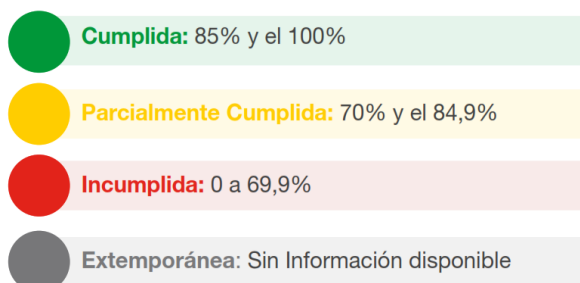 Cumplida: 85% y el 100%
Parcialmente Cumplida: 70% y el 84,9%
Incumplida: 0 a 69,9%
Extemporánea: Sin Información disponible